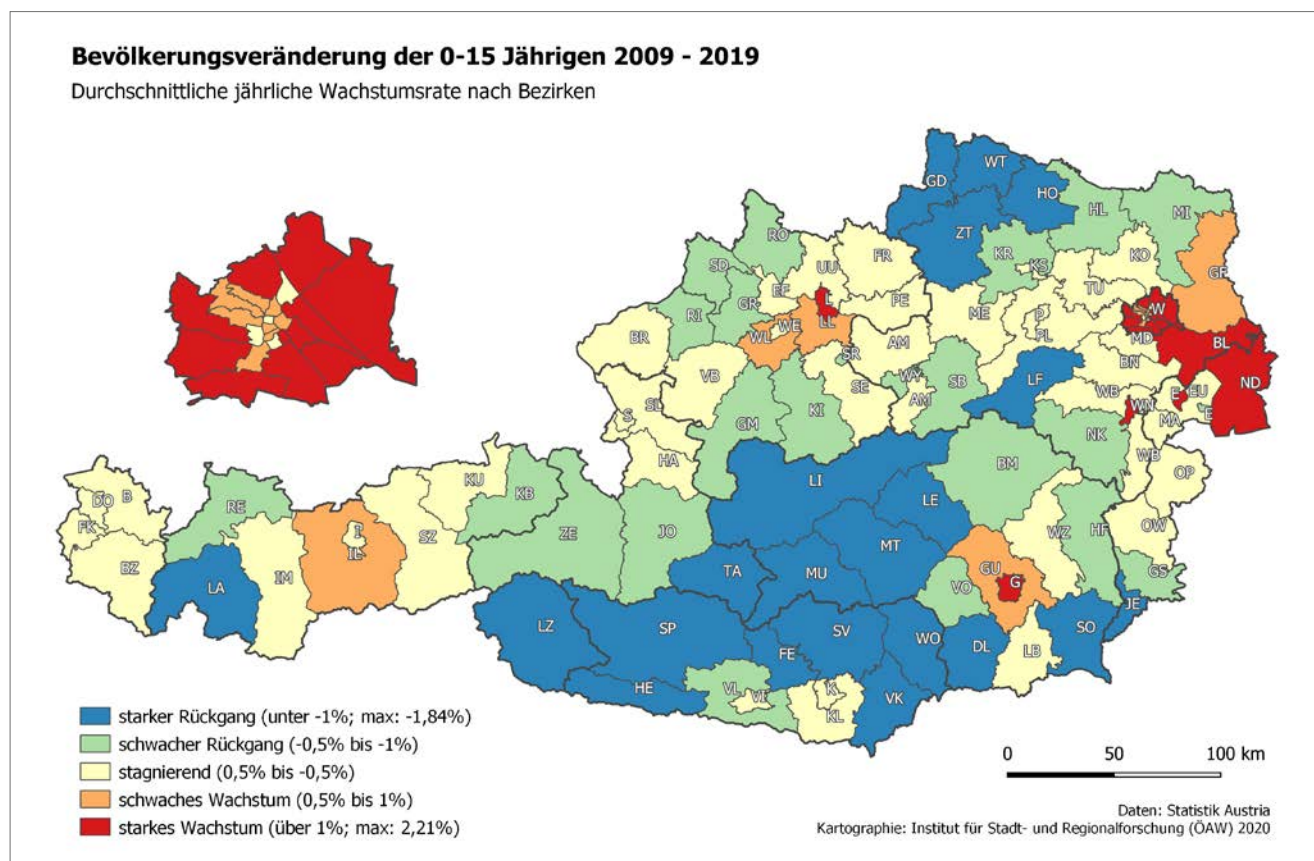 Bevölkerungsveränderung der 0-15 Jährigen 2009 - 2019
Durchschnittliche jährliche Wachstumsrate nach Bezirken
WT
GD
HO
HL
MI
ZT
RO
KR
KS
KO
GF
SD
UU
FR
EF
TU
GR
PE
L
W
RI
ME
P
PL
WE
LL
WL
MD
BL
BR
AM
BN
SR
ND
VB
LF
WY
SB
SE
AM
WB
E
EU
SL
WN
E
S
KI
MA
GM
NK
HA
BM
WB
OP
KU
LI
B
KB
LE
DO
RE
FK
I
IL
SZ
ZE
JO
WZ
HF
OW
MT
BZ
IM
GU
G
GS
LA
TA
MU
VO
JE
LZ
SP
SV
WO
SO
DL
LB
FE
HE
VL
VI
K
VK
KL
starker Rückgang (unter -1%; max: -1,84%)
schwacher Rückgang (-0,5% bis -1%)
stagnierend (0,5% bis -0,5%)
schwaches Wachstum (0,5% bis 1%)
starkes Wachstum (über 1%; max: 2,21%)
0 50 100 km
Daten: Statistik Austria
Kartographie: Institut für Stadt- und Regionalforschung (ÖAW) 2020